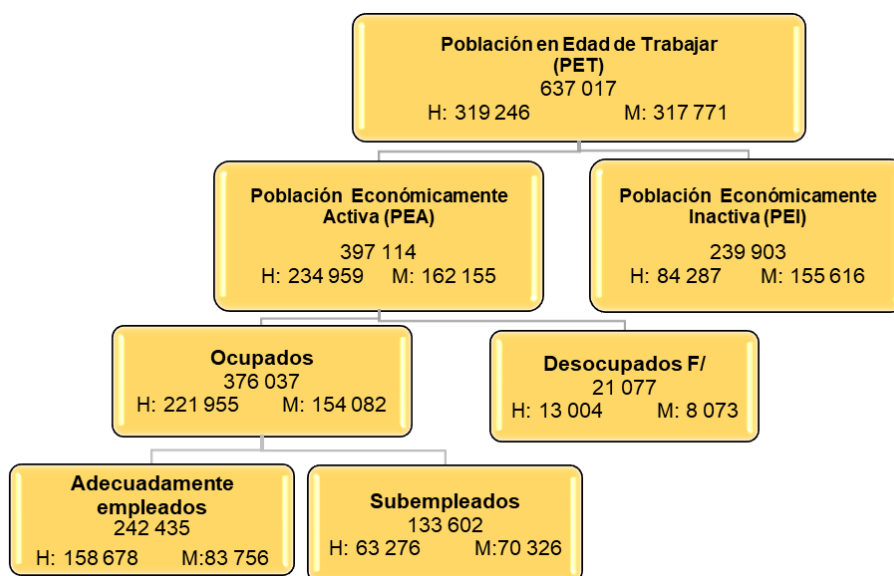 Población en Edad de Trabajar
(PET)
637 017
H: 319 246 M: 317 771
Población Económicamente
Activa (PEA)
397 114
H: 234 959 M: 162 155
Población Económicamente
Inactiva (PEI)
239 903
H: 84 287 M: 155 616
Ocupados
376 037
H: 221 955 M: 154 082
Desocupados F/
21 077
H: 13 004 M: 8 073
Adecuadamente
empleados
242 435
H: 158 678 M:83 756
Subempleados
133 602
H: 63 276 M:70 326